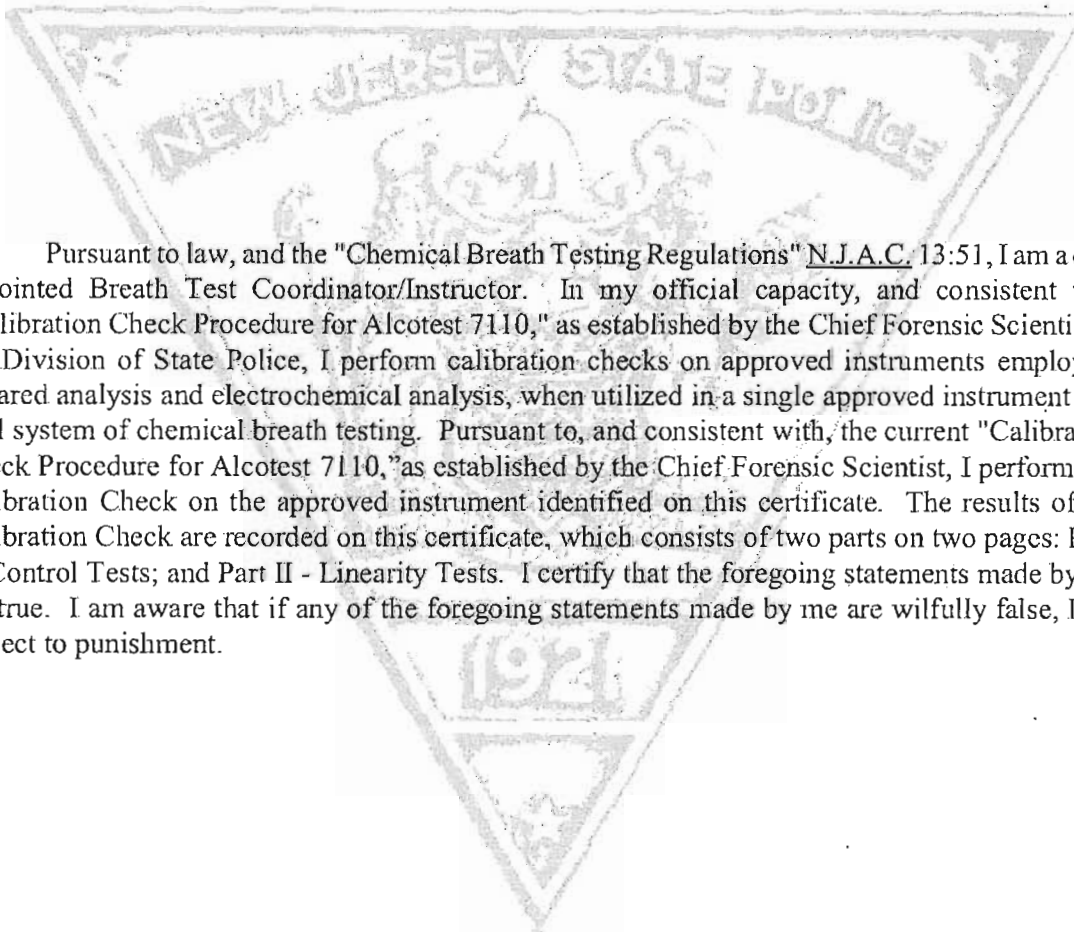 NEW JERSEY STATE POLICE
Pursuant to law, and the "Chemical Breath Testing Regulations" N.J.A.C. 13:51, I am a
ointed Breath Test Coordinator/Instructor. In my official capacity, and consistent
libration Check Procedure for Alcotest 7110," as established by the Chief Forensic Scienti
Division of State Police, I perform calibration checks on approved instruments employ
ared analysis and electrochemical analysis, when utilized in a single approved instrument
l system of chemical breath testing. Pursuant to, and consistent with, the current "Calibra
ck Procedure for Alcotest 7110," as established by the Chief Forensic Scientist, I perform
bration Check on the approved instrument identified on this certificate. The results of
bration Check are recorded on this certificate, which consists of two parts on two pages:
Control Tests; and Part II - Linearity Tests. I certify that the foregoing statements made by
true. I am aware that if any of the foregoing statements made by me are wilfully false, I
ect to punishment.
1921